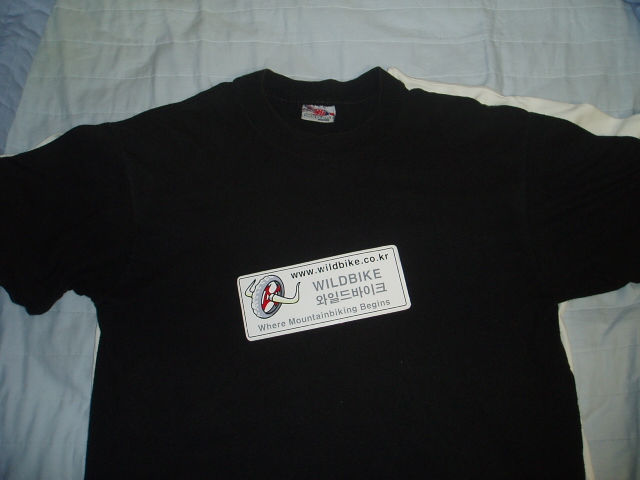 www.wildbike.co.kr
WILDBIKE
와일드바이크
Where Mountainbiking Begins